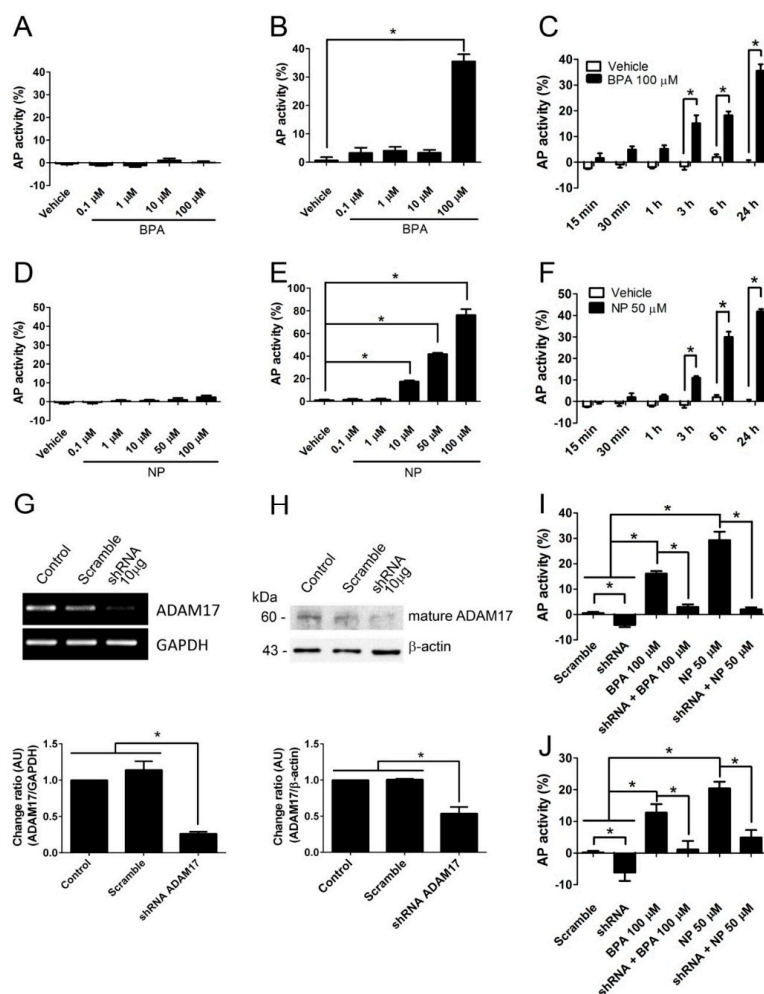 A
AP activity (%)
40
30
20
10
0
-10
Vehicle
0.1 µM
1 µM
10 µM
100 µM
BPA
B
AP activity (%)
40
30
20
10
0
-10
*
Vehicle
0.1 µM
1 µM
10 µM
100 µM
BPA
C
Vehicle
BPA 100 µM
AP activity (%)
40
30
20
10
0
-10
* * *
15 min
30 min
1 h
3 h
6 h
24 h
D
AP activity (%)
50
40
30
20
10
0
-10
Vehicle
0.1 µM
1 µM
10 µM
50 µM
100 µM
NP
E
AP activity (%)
100
80
60
40
20
0
*
*
*
Vehicle
0.1 µM
1 µM
10 µM
50 µM
100 µM
NP
F
Vehicle
NP 50 µM
AP activity (%)
50
40
30
20
10
0
-10
* * *
15 min
30 min
1 h
3 h
6 h
24 h
G
Control
Scramble
shRNA
10µg
ADAM17
GAPDH
Change ratio (AU)
(ADAM17/GAPDH)
1.5
1.0
0.5
0.0
*
Control
Scramble
shRNA ADAM17
H
Control
Scramble
shRNA
10µg
kDa
60 - mature ADAM17
43 - β-actin
Change ratio (AU)
(ADAM17/β-actin)
1.5
1.0
0.5
0.0
*
Control
Scramble
shRNA ADAM17
I
AP activity (%)
40
30
20
10
0
-10
*
* * *
*
Scramble
shRNA
BPA 100 µM
shRNA + BPA 100 µM
NP 50 µM
shRNA + NP 50 µM
J
AP activity (%)
30
20
10
0
-10
*
* * *
*
Scramble
shRNA
BPA 100 µM
shRNA + BPA 100 µM
NP 50 µM
shRNA + NP 50 µM